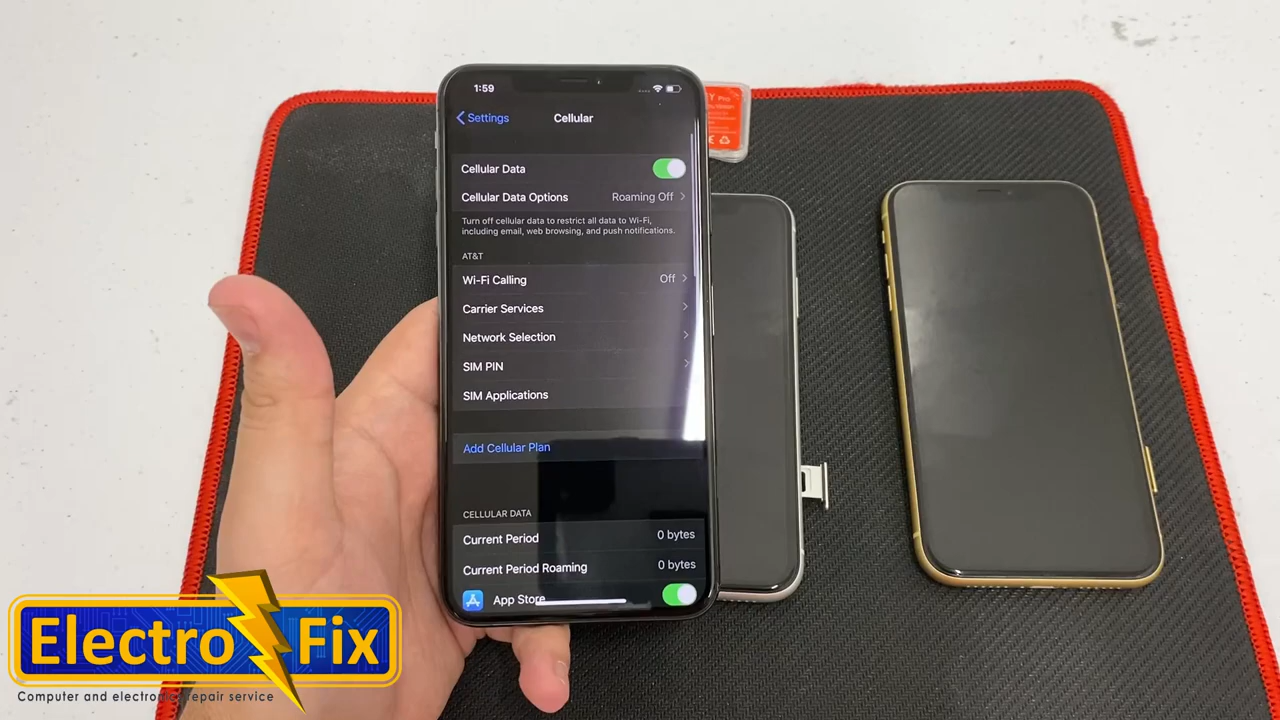 1:59
Settings
Cellular
Cellular Data
Cellular Data Options Roaming Off
Turn off cellular data to restrict all data to Wi-Fi,
including email, web browsing, and push notifications.
AT&T
Wi-Fi Calling Off
Carrier Services
Network Selection
SIM PIN
SIM Applications
Add Cellular Plan
CELLULAR DATA
Current Period 0 bytes
Current Period Roaming 0 bytes
App Store
Y Pro
Electro Fix
Computer and electronic repair service